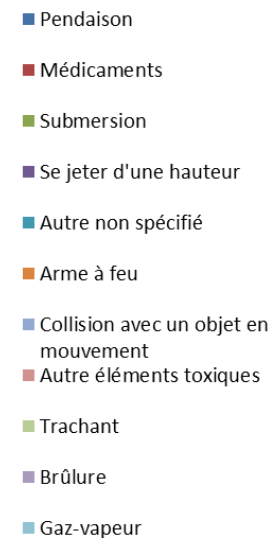 Pendaison
Médicaments
Submersion
Se jeter d'une hauteur
Autre non spécifié
Arme à feu
Collision avec un objet en
mouvement
Autre éléments toxiques
Trachant
Brûlure
Gaz-vapeur